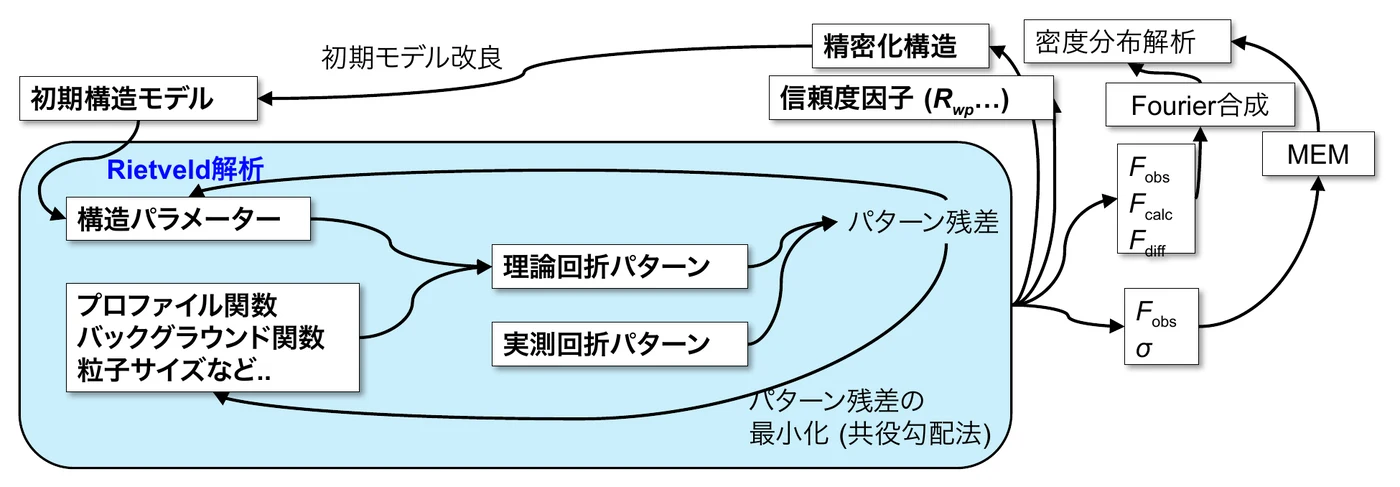 初期モデル改良
精密化構造
密度分布解析
初期構造モデル
信頼度因子 (Rwp…)
Fourier合成
MEM
Rietveld解析
構造パラメーター
パターン残差
Fobs
Fcalc
Fdiff
理論回折パターン
プロファイル関数
バックグラウンド関数
粒子サイズなど..
実測回折パターン
Fobs
σ
パターン残差の
最小化 (共役勾配法)